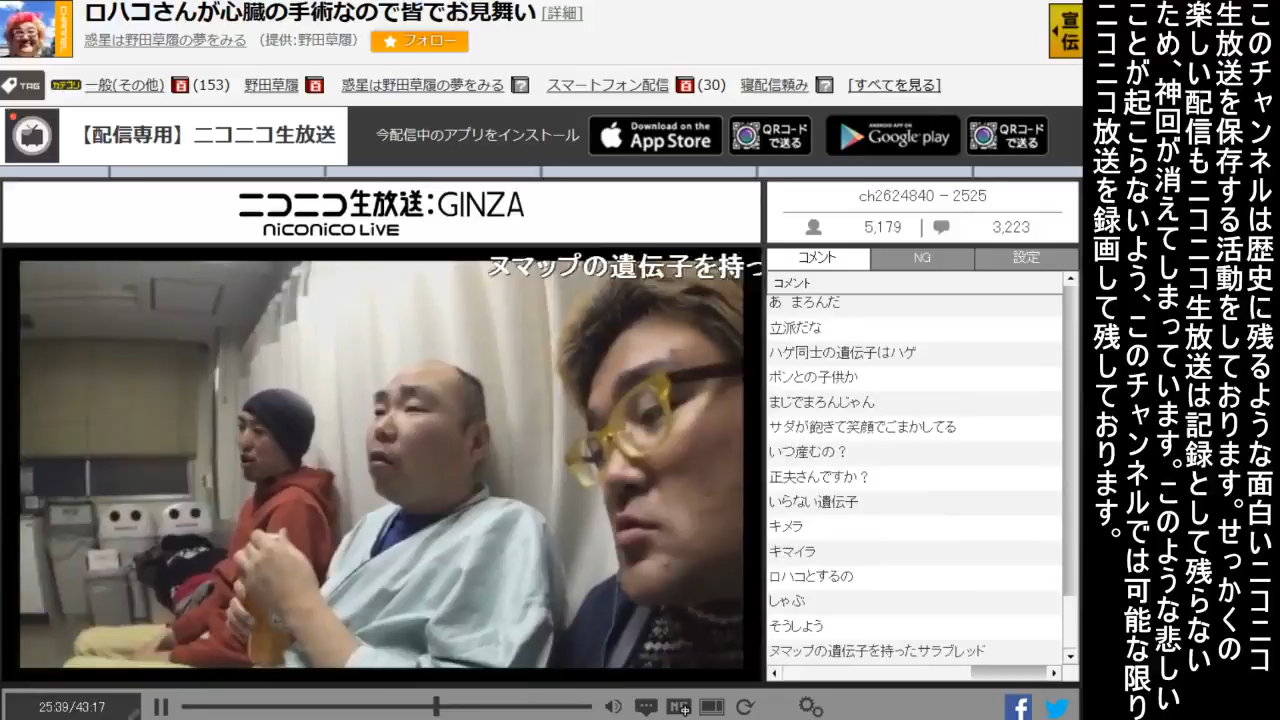 ロハコさんが心臓の手術なので皆でお見舞い [詳細]
CHANNEL
惑星は野田草履の夢をみる (提供:野田草履) ★フォロー
宣伝
TAG カテゴリ 一般(その他) 百 (153) 野田草履 百 惑星は野田草履の夢をみる ? スマートフォン配信 百 (30) 寝配信頼み ? [すべてを見る]
【配信専用】ニコニコ生放送
今配信中のアプリをインストール
Download on the App Store
QRコードで送る
ANDROID APP ON Google play
QRコードで送る
ニコニコ生放送:GINZA
niconico Live
ch2624840 - 2525
5,179 | 3,223
コメント NG 設定
コメント
あ まろんだ
立派だな
ハゲ同士の遺伝子はハゲ
ポンとの子供か
まじでまろんじゃん
サダが飽きて笑顔でごまかしてる
いつ産むの?
正夫さんですか?
いらない遺伝子
キメラ
キマイラ
ロハコとするの
しゃぶ
そうしよう
ヌマップの遺伝子を持ったサラブレッド
ヌマップの遺伝子を持っ
25:39/43:17
このチャンネルは歴史に残るような面白いニコニコ
生放送を保存する活動をしております。せっかくの
楽しい配信もニコニコ生放送は記録として残らない
ため、神回が消えてしまっています。このような悲しい
ことが起こらないよう、このチャンネルでは可能な限り
ニコニコ放送を録画して残しております。